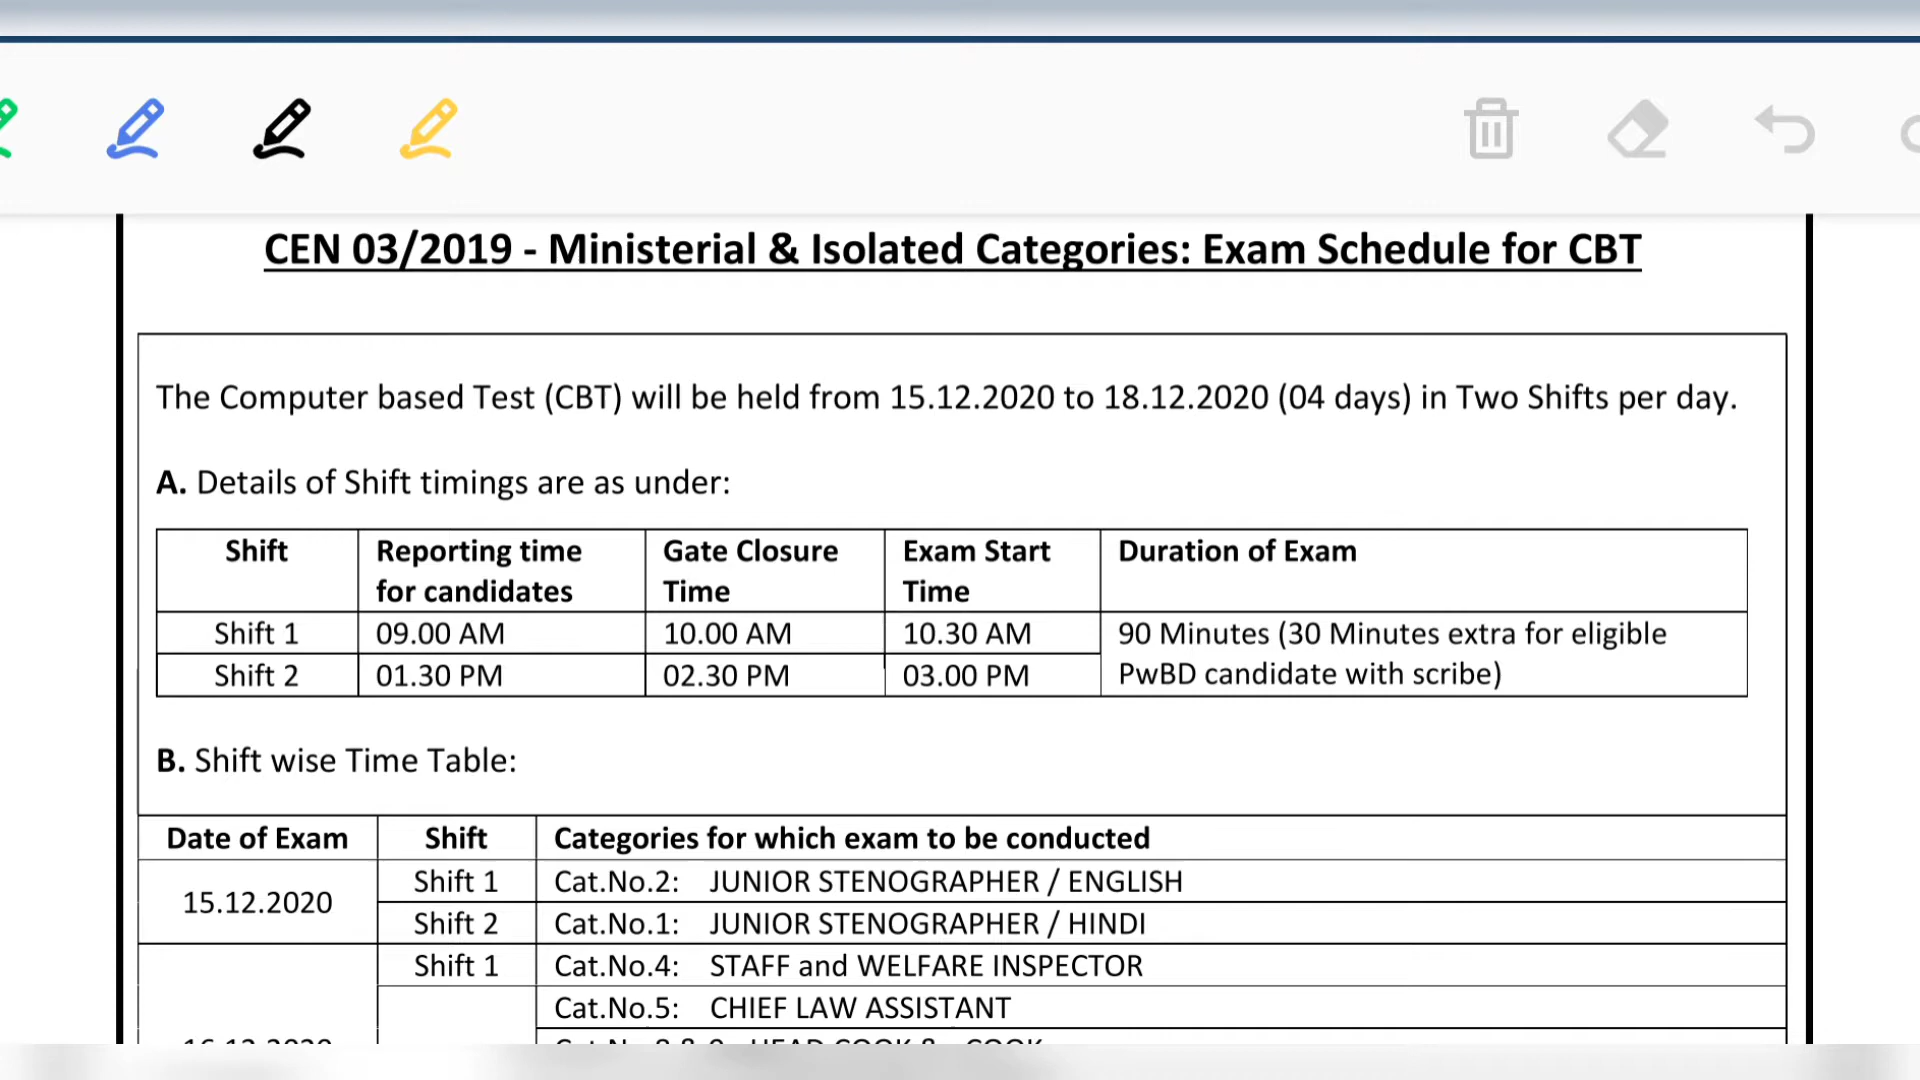 CEN 03/2019 - Ministerial & Isolated Categories: Exam Schedule for CBT
The Computer based Test (CBT) will be held from 15.12.2020 to 18.12.2020 (04 days) in Two Shifts per day.
A. Details of Shift timings are as under:
Shift Reporting time for candidates Gate Closure Time Exam Start Time Duration of Exam
Shift 1 09.00 AM 10.00 AM 10.30 AM 90 Minutes (30 Minutes extra for eligible
Shift 2 01.30 PM 02.30 PM 03.00 PM PwBD candidate with scribe)
B. Shift wise Time Table:
Date of Exam Shift Categories for which exam to be conducted
15.12.2020 Shift 1 Cat.No.2: JUNIOR STENOGRAPHER / ENGLISH
Shift 2 Cat.No.1: JUNIOR STENOGRAPHER / HINDI
Shift 1 Cat.No.4: STAFF and WELFARE INSPECTOR
Cat.No.5: CHIEF LAW ASSISTANT